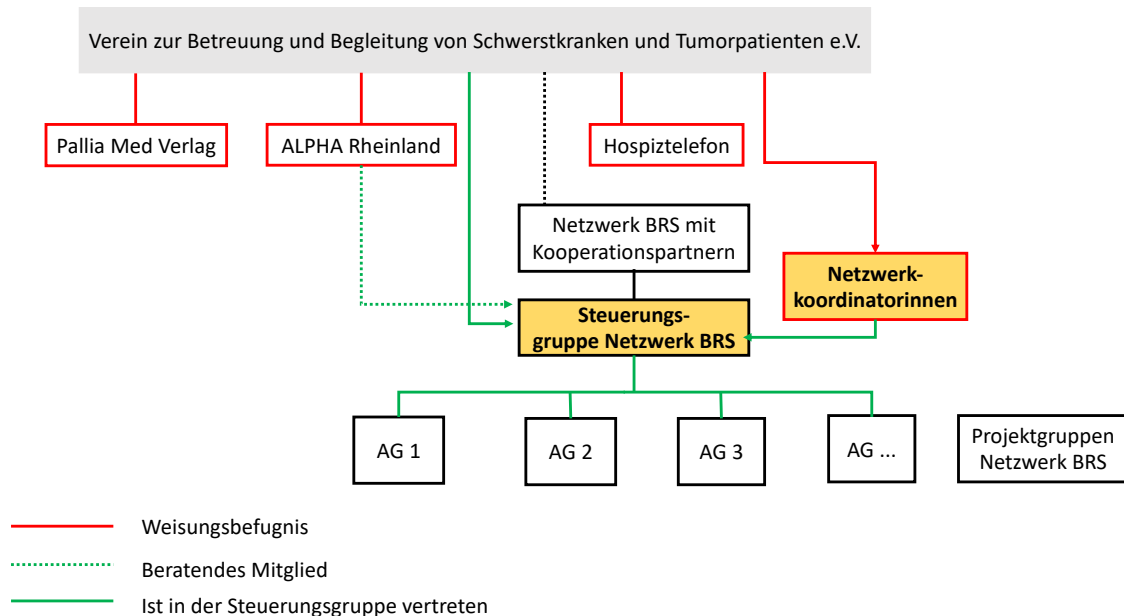 Verein zur Betreuung und Begleitung von Schwerstkranken und Tumorpatienten e.V.
Pallia Med Verlag
ALPHA Rheinland
Hospiztelefon
Netzwerk BRS mit
Kooperationspartnern
Netzwerk-
koordinatorinnen
Steuerungs-
gruppe Netzwerk BRS
AG 1
AG 2
AG 3
AG ...
Projektgruppen
Netzwerk BRS
Weisungsbefugnis
Beratendes Mitglied
Ist in der Steuerungsgruppe vertreten